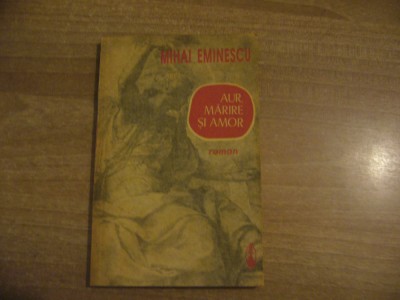 MIHAI EMINESCU
AUR,
MĂRIRE
ȘI AMOR